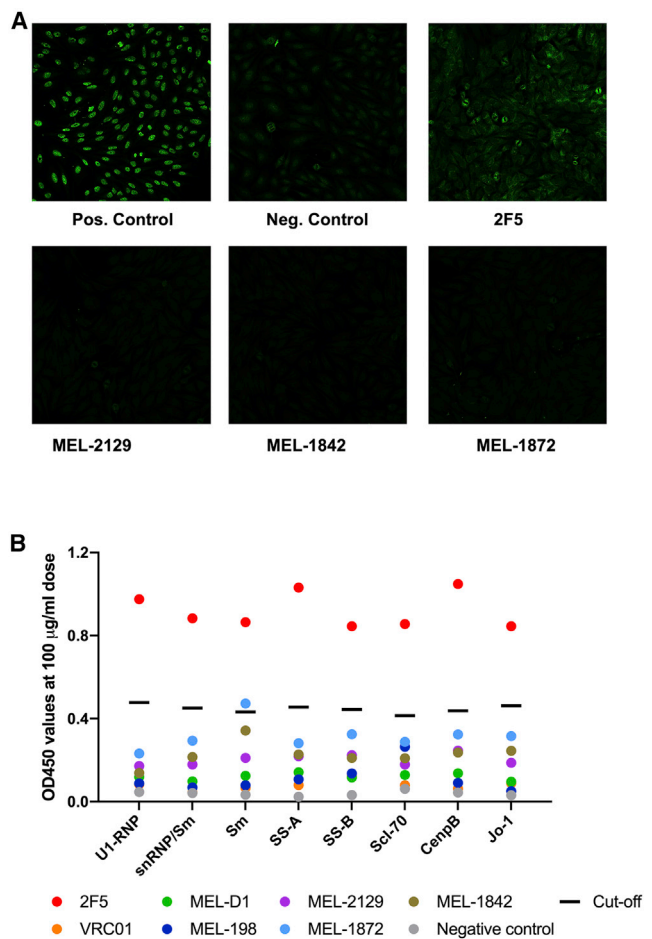 A
Pos. Control
Neg. Control
2F5
MEL-2129
MEL-1842
MEL-1872
B
OD450 values at 100 μg/ml dose
1.2
0.8
0.4
0.0
U1-RNP
snRNP/Sm
Sm
SS-A
SS-B
Scl-70
CenpB
Jo-1
2F5
MEL-D1
MEL-2129
MEL-1842
Cut-off
VRC01
MEL-198
MEL-1872
Negative control